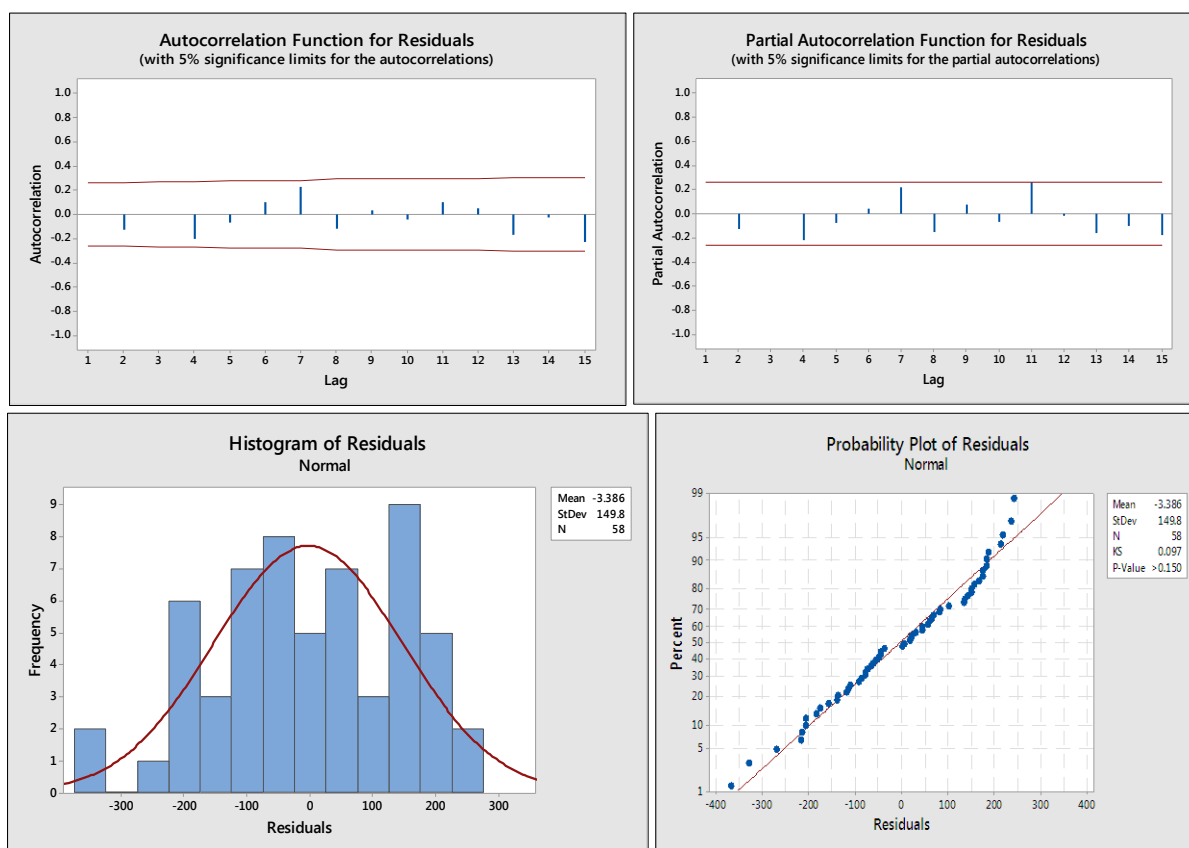 Autocorrelation Function for Residuals
(with 5% significance limits for the autocorrelations)
1.0
0.8
0.6
0.4
0.2
0.0
-0.2
-0.4
-0.6
-0.8
-1.0
Autocorrelation
1 2 3 4 5 6 7 8 9 10 11 12 13 14 15
Lag
Partial Autocorrelation Function for Residuals
(with 5% significance limits for the partial autocorrelations)
1.0
0.8
0.6
0.4
0.2
0.0
-0.2
-0.4
-0.6
-0.8
-1.0
Partial Autocorrelation
1 2 3 4 5 6 7 8 9 10 11 12 13 14 15
Lag
Histogram of Residuals
Normal
9
8
7
6
5
4
3
2
1
0
Frequency
-300 -200 -100 0 100 200
Residuals
Mean -3.386
StDev 149.8
N 58
Probability Plot of Residuals
Normal
99
95
90
80
70
60
50
40
30
20
10
5
1
Percent
-400 -300 -200 -100 0 100 200 300 400
Residuals
Mean -3.386
StDev 149.8
N 58
KS 0.097
P-Value >0.150